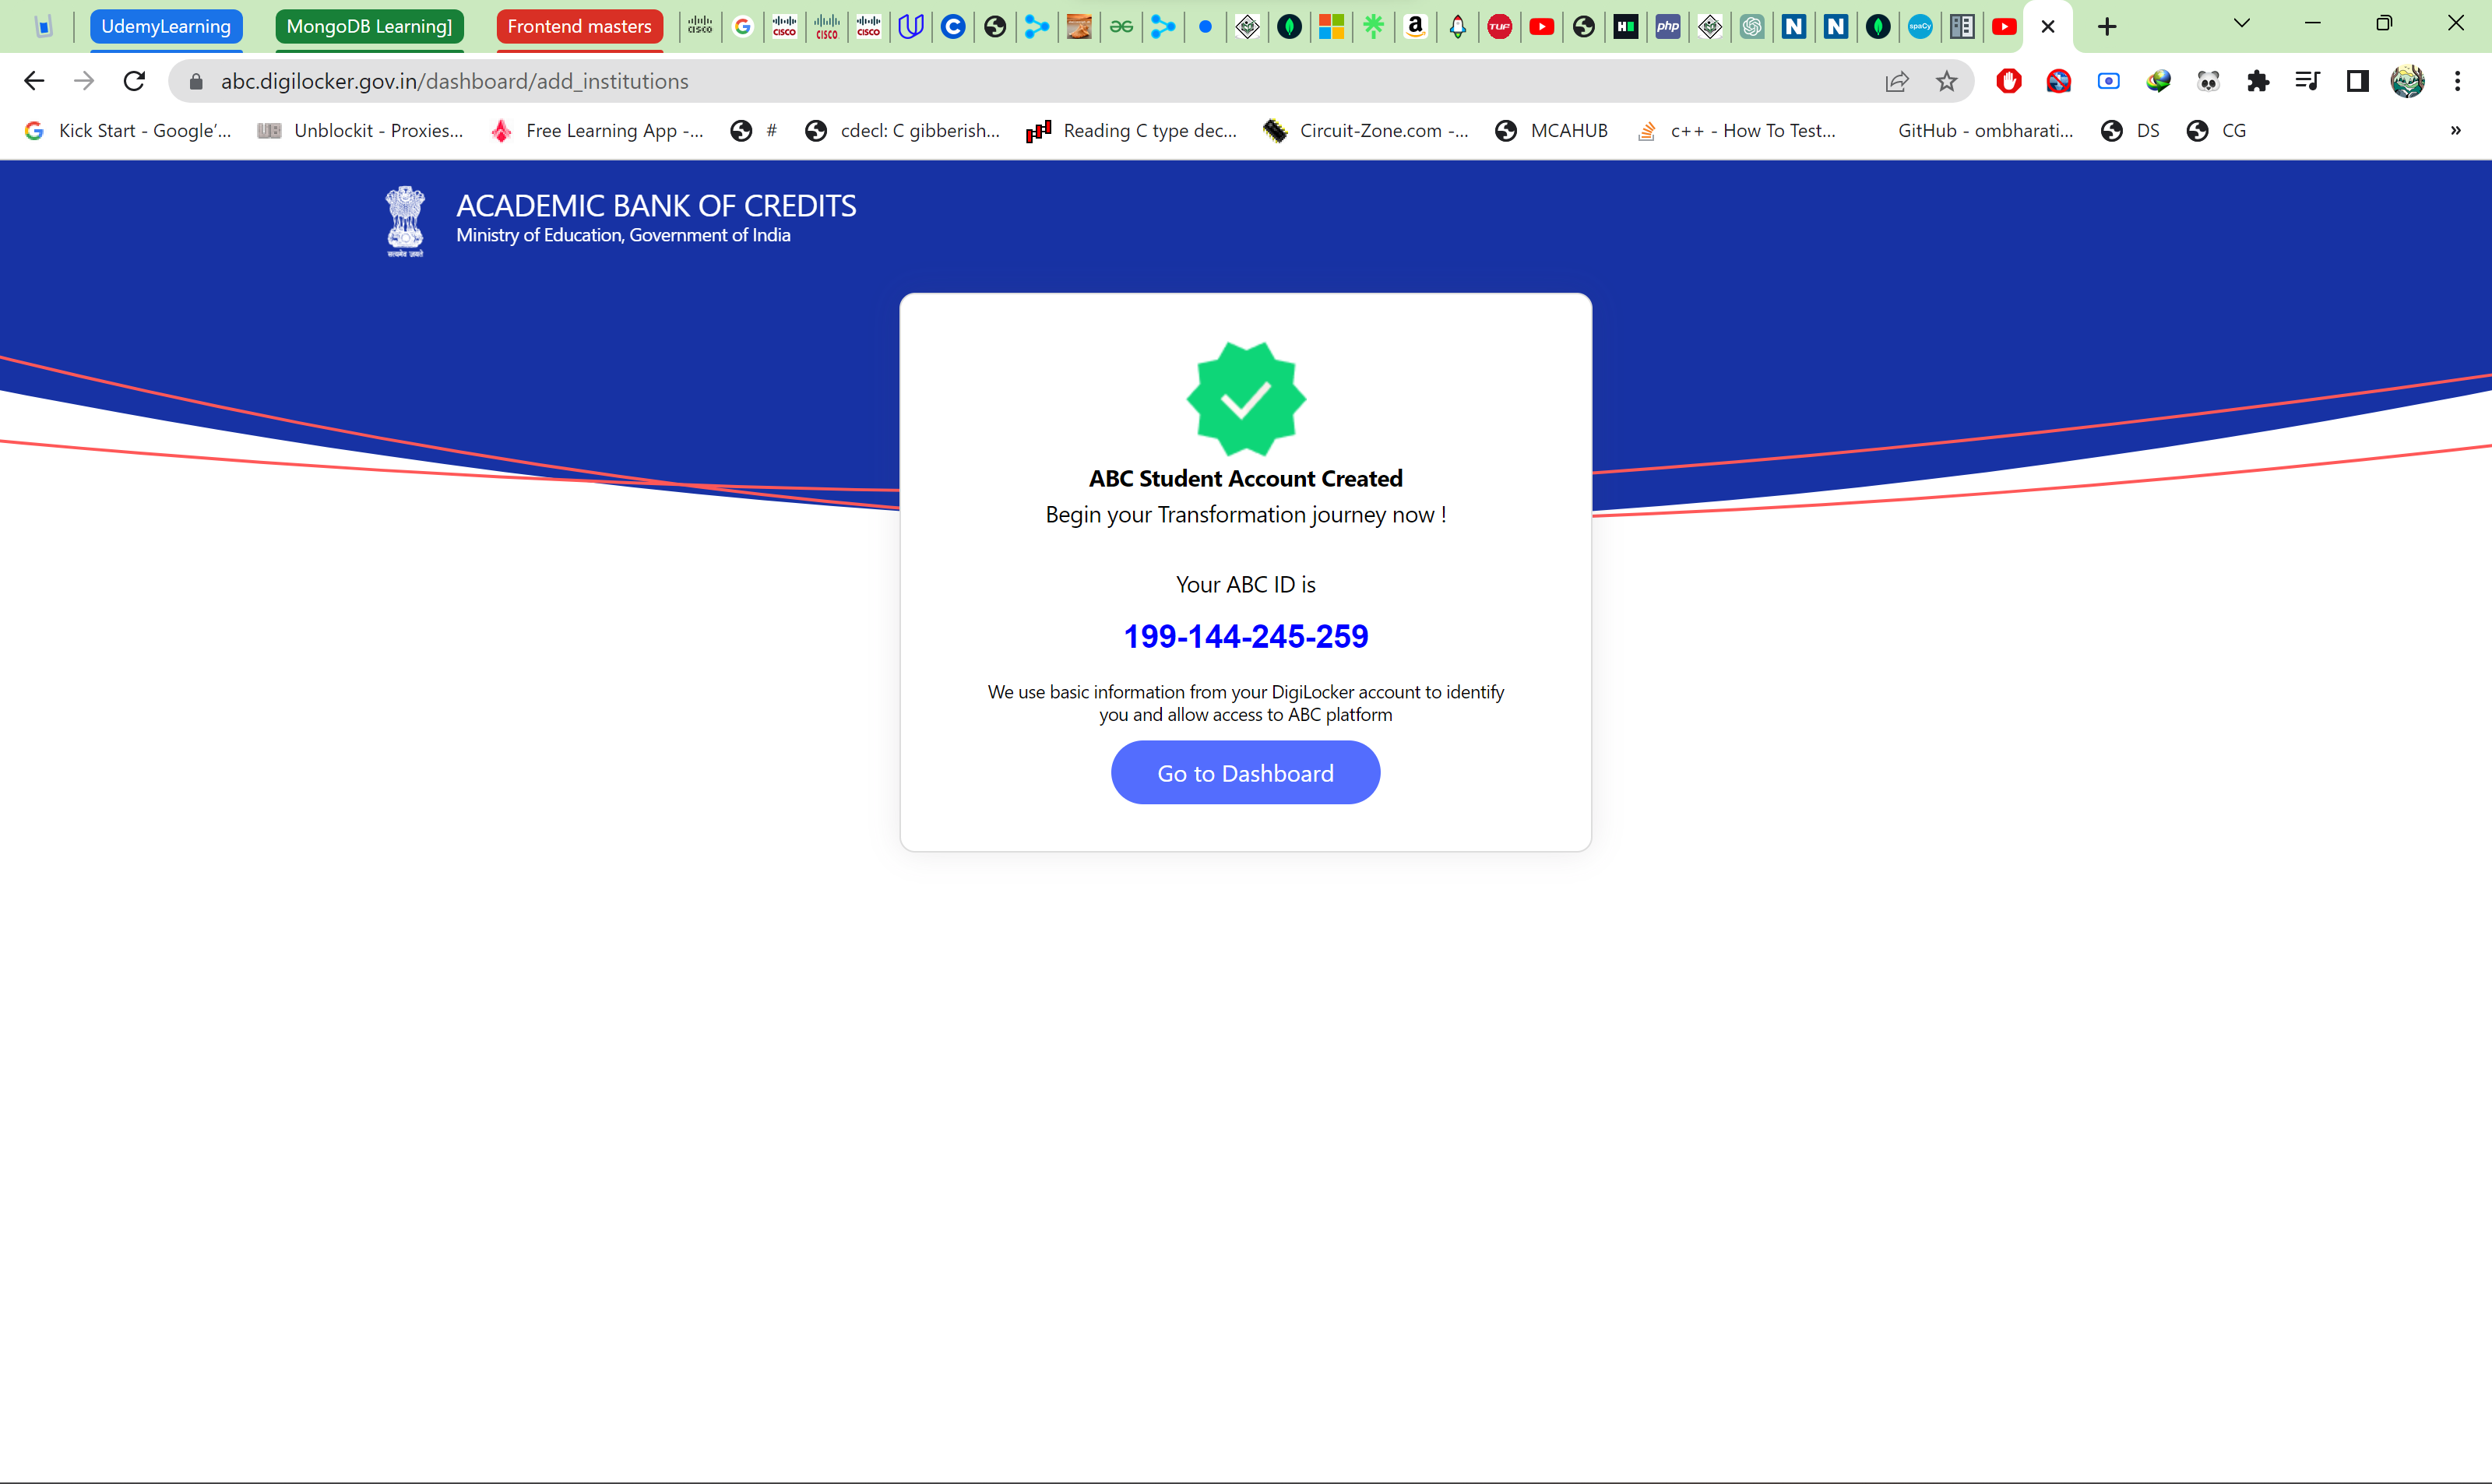 UdemyLearning
MongoDB Learning]
Frontend masters
abc.digilocker.gov.in/dashboard/add_institutions
Kick Start - Google'...
Unblockit - Proxies...
Free Learning App -...
#
cdecl: C gibberish...
Reading C type dec...
Circuit-Zone.com -...
MCAHUB
c++ - How To Test...
GitHub - ombharati...
DS
CG
»
ACADEMIC BANK OF CREDITS
Ministry of Education, Government of India
सत्यमेव जयते
ABC Student Account Created
Begin your Transformation journey now !
Your ABC ID is
199-144-245-259
We use basic information from your DigiLocker account to identify
you and allow access to ABC platform
Go to Dashboard